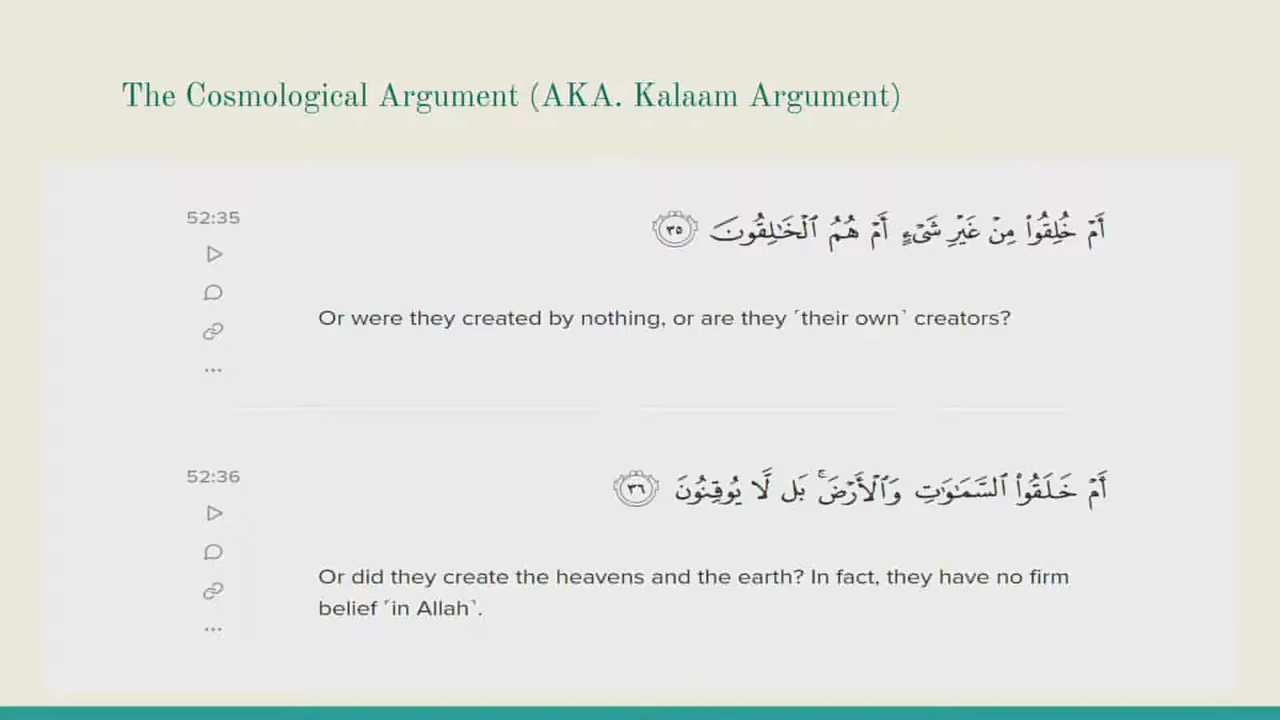 The Cosmological Argument (AKA. Kalaam Argument)
52:35
أَمْ خُلِقُوا۟ مِنْ غَيْرِ شَىْءٍ أَمْ هُمُ ٱلْخَـٰلِقُونَ ٣٥
Or were they created by nothing, or are they ˹their own˺ creators?
52:36
أَمْ خَلَقُوا۟ ٱلسَّمَـٰوَٰتِ وَٱلْأَرْضَ ۚ بَل لَّا يُوقِنُونَ ٣٦
Or did they create the heavens and the earth? In fact, they have no firm
belief ˹in Allah˺.